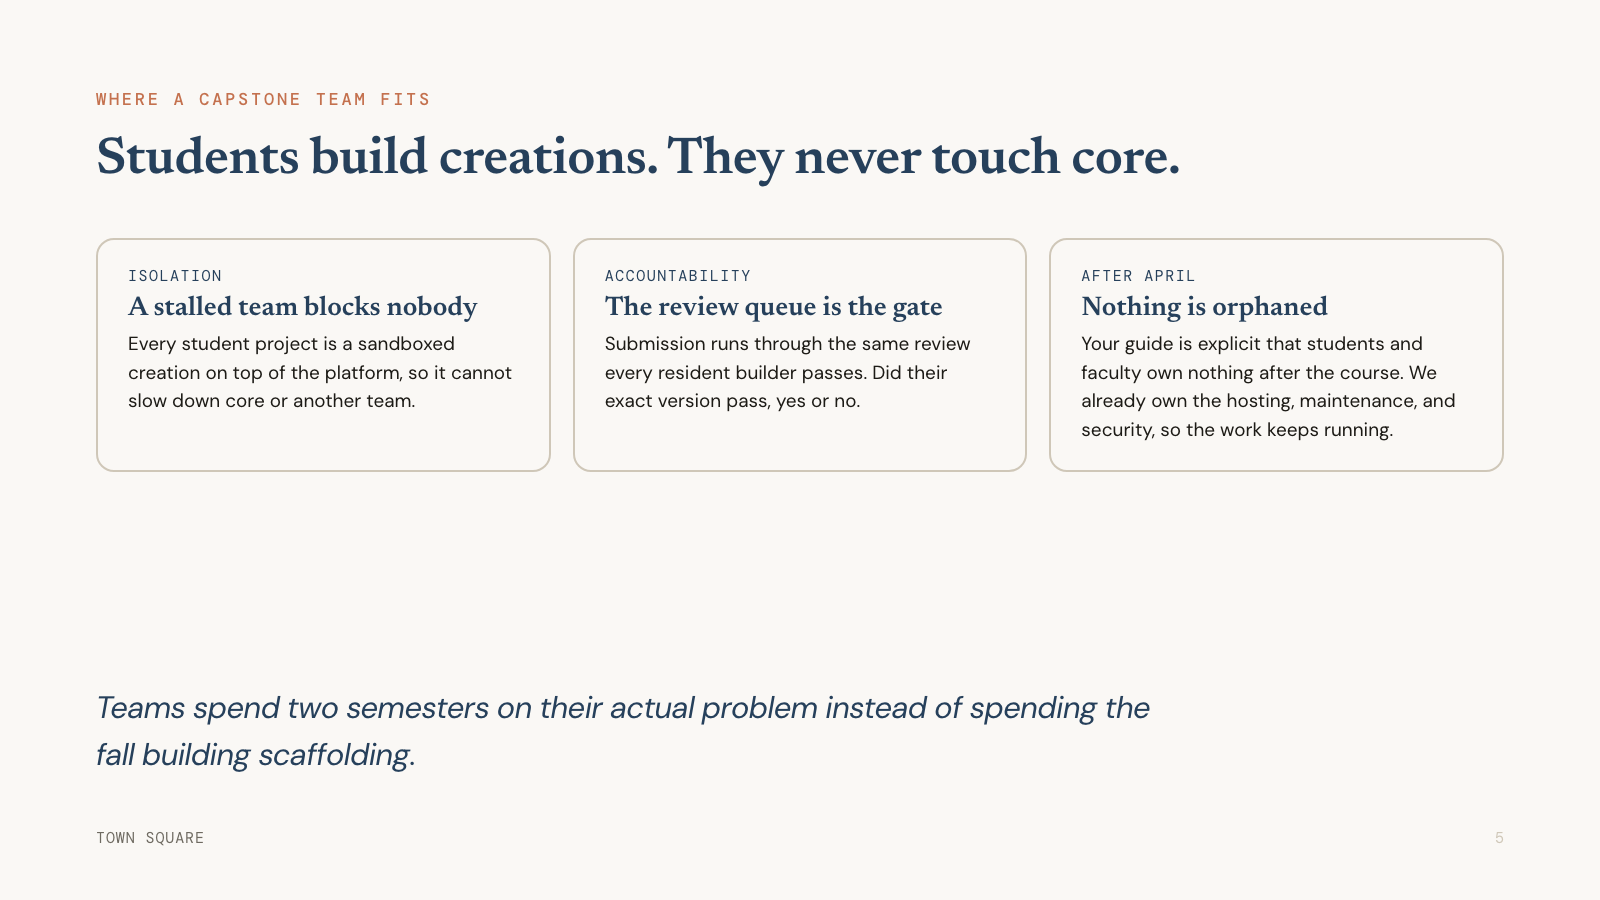 WHERE A CAPSTONE TEAM FITS
Students build creations. They never touch core.
ISOLATION
A stalled team blocks nobody
Every student project is a sandboxed
creation on top of the platform, so it cannot
slow down core or another team.
ACCOUNTABILITY
The review queue is the gate
Submission runs through the same review
every resident builder passes. Did their
exact version pass, yes or no.
AFTER APRIL
Nothing is orphaned
Your guide is explicit that students and
faculty own nothing after the course. We
already own the hosting, maintenance, and
security, so the work keeps running.
Teams spend two semesters on their actual problem instead of spending the
fall building scaffolding.
TOWN SQUARE
5